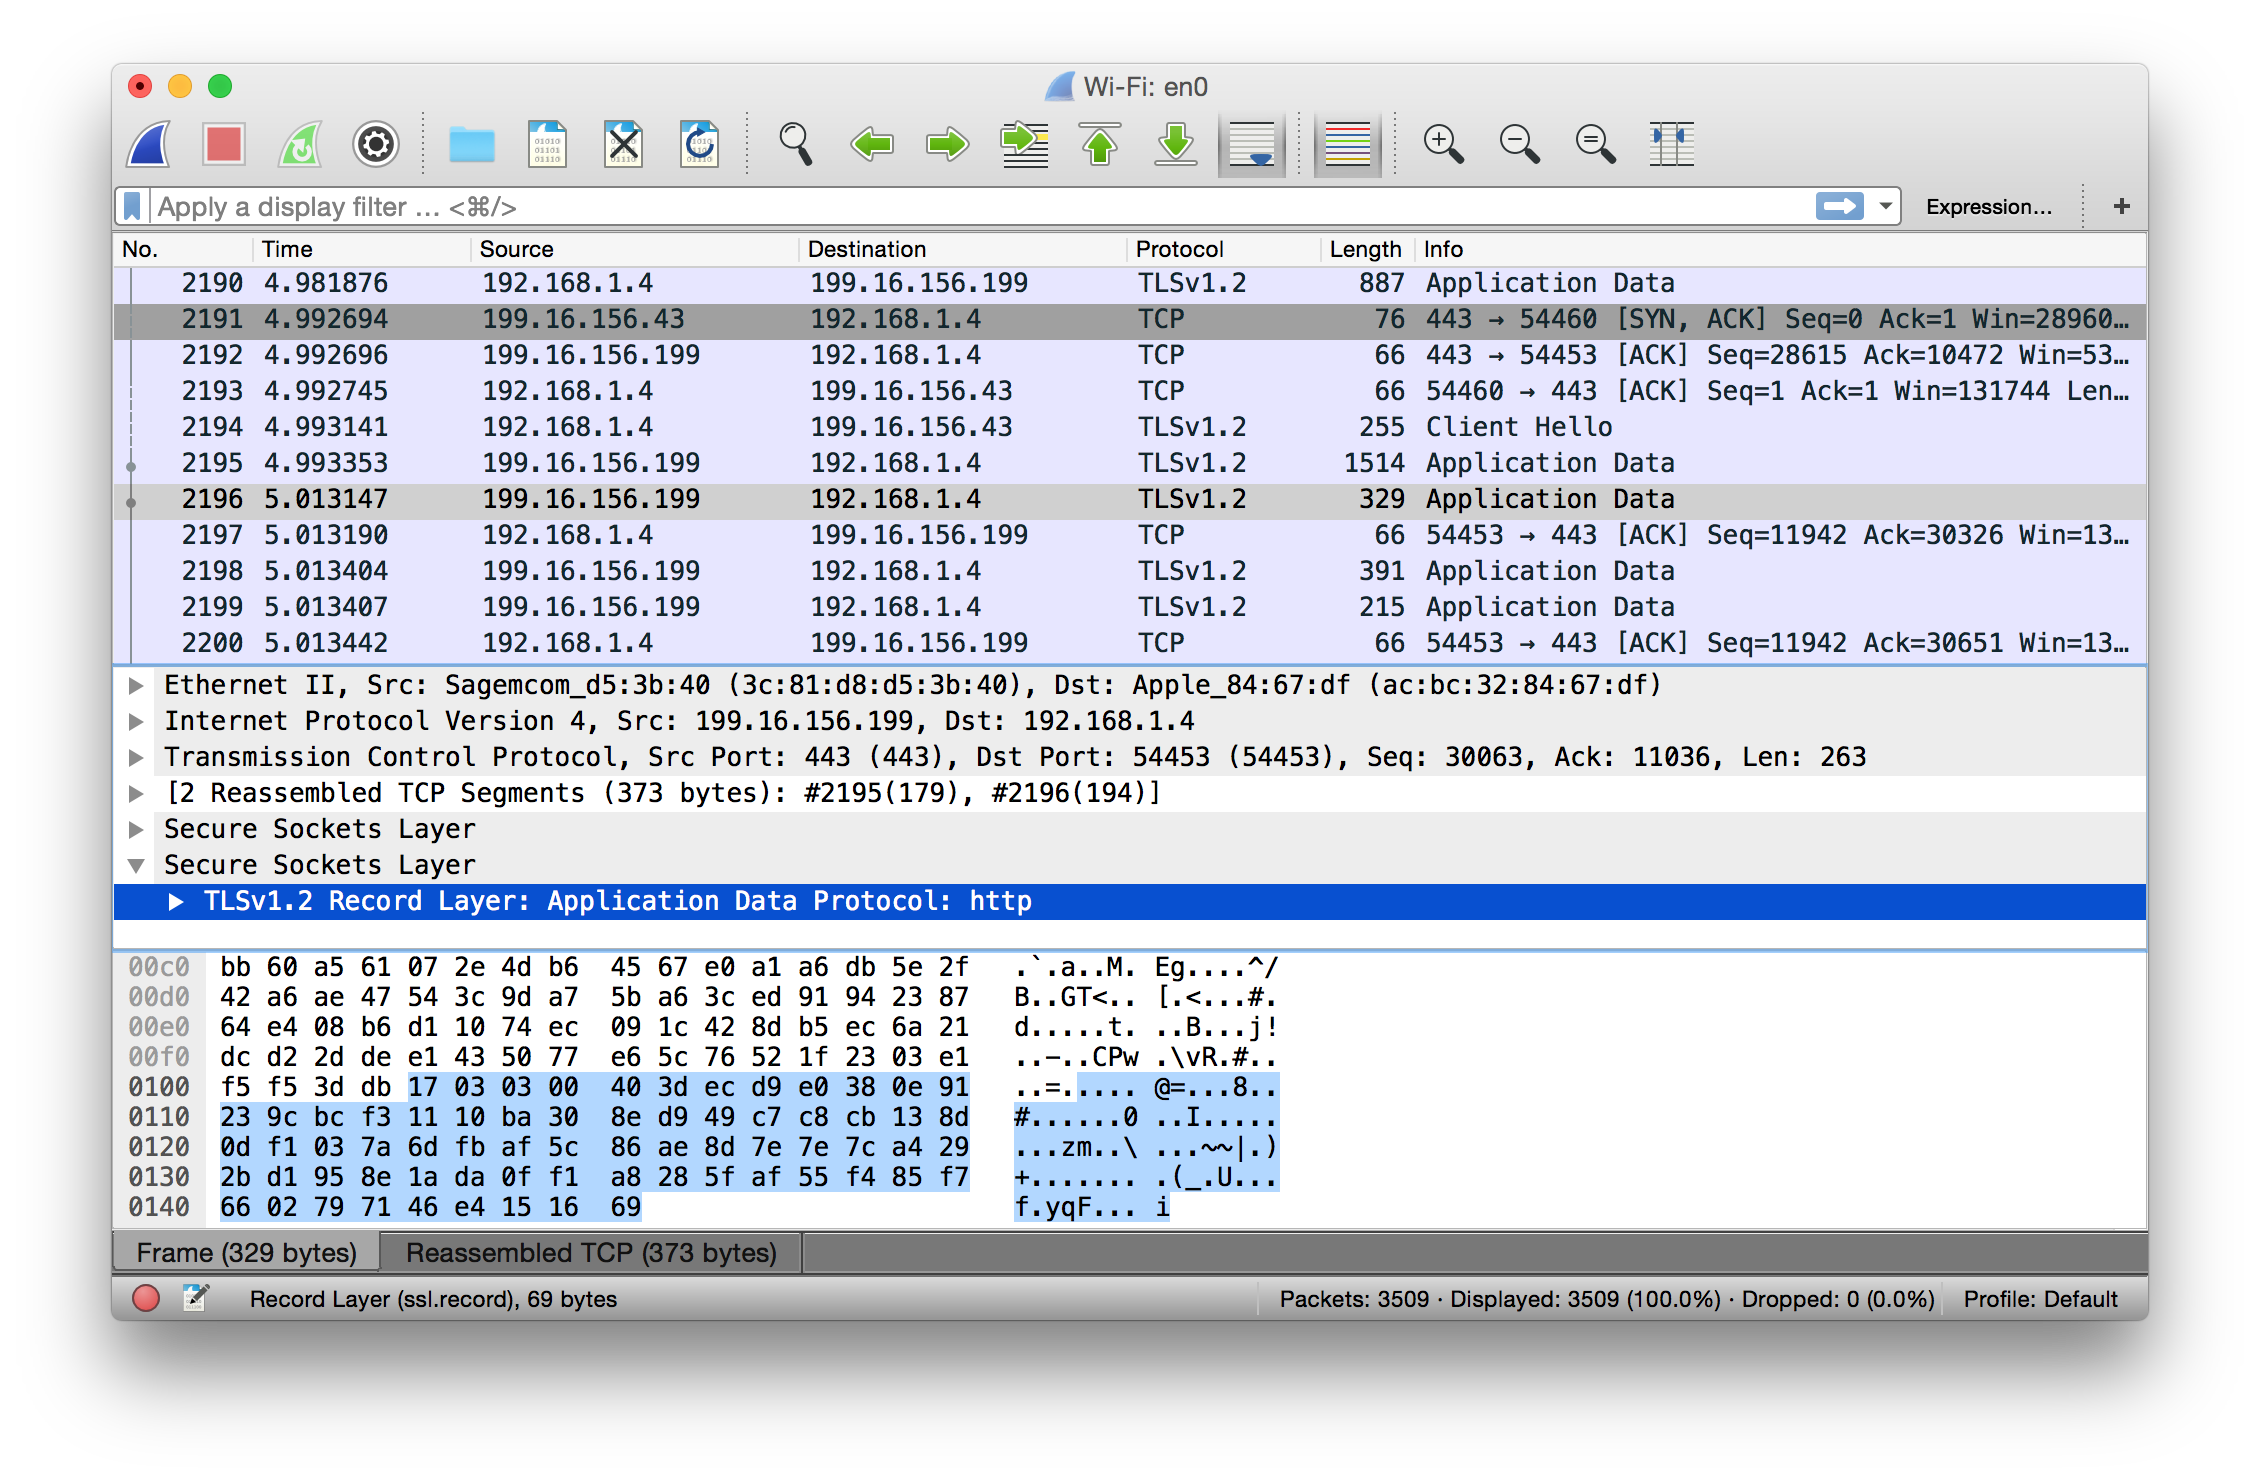 Wi-Fi: en0
Apply a display filter … <⌘/>
Expression… +
No. Time Source Destination Protocol Length Info
2190 4.981876 192.168.1.4 199.16.156.199 TLSv1.2 887 Application Data
2191 4.992694 199.16.156.43 192.168.1.4 TCP 76 443 → 54460 [SYN, ACK] Seq=0 Ack=1 Win=28960…
2192 4.992696 199.16.156.199 192.168.1.4 TCP 66 443 → 54453 [ACK] Seq=28615 Ack=10472 Win=53…
2193 4.992745 192.168.1.4 199.16.156.43 TCP 66 54460 → 443 [ACK] Seq=1 Ack=1 Win=131744 Len…
2194 4.993141 192.168.1.4 199.16.156.43 TLSv1.2 255 Client Hello
2195 4.993353 199.16.156.199 192.168.1.4 TLSv1.2 1514 Application Data
2196 5.013147 199.16.156.199 192.168.1.4 TLSv1.2 329 Application Data
2197 5.013190 192.168.1.4 199.16.156.199 TCP 66 54453 → 443 [ACK] Seq=11942 Ack=30326 Win=13…
2198 5.013404 199.16.156.199 192.168.1.4 TLSv1.2 391 Application Data
2199 5.013407 199.16.156.199 192.168.1.4 TLSv1.2 215 Application Data
2200 5.013442 192.168.1.4 199.16.156.199 TCP 66 54453 → 443 [ACK] Seq=11942 Ack=30651 Win=13…
Ethernet II, Src: Sagemcom_d5:3b:40 (3c:81:d8:d5:3b:40), Dst: Apple_84:67:df (ac:bc:32:84:67:df)
Internet Protocol Version 4, Src: 199.16.156.199, Dst: 192.168.1.4
Transmission Control Protocol, Src Port: 443 (443), Dst Port: 54453 (54453), Seq: 30063, Ack: 11036, Len: 263
[2 Reassembled TCP Segments (373 bytes): #2195(179), #2196(194)]
Secure Sockets Layer
Secure Sockets Layer
TLSv1.2 Record Layer: Application Data Protocol: http
00c0 bb 60 a5 61 07 2e 4d b6 45 67 e0 a1 a6 db 5e 2f .`.a..M. Eg....^/
00d0 42 a6 ae 47 54 3c 9d a7 5b a6 3c ed 91 94 23 87 B..GT<.. [.<...#.
00e0 64 e4 08 b6 d1 10 74 ec 09 1c 42 8d b5 ec 6a 21 d.....t. ..B...j!
00f0 dc d2 2d de e1 43 50 77 e6 5c 76 52 1f 23 03 e1 ..-..CPw .\vR.#..
0100 f5 f5 3d db 17 03 03 00 40 3d ec d9 e0 38 0e 91 ..=..... @=...8..
0110 23 9c bc f3 11 10 ba 30 8e d9 49 c7 c8 cb 13 8d #......0 ..I.....
0120 0d f1 03 7a 6d fb af 5c 86 ae 8d 7e 7e 7c a4 29 ...zm..\ ...~~|.)
0130 2b d1 95 8e 1a da 0f f1 a8 28 5f af 55 f4 85 f7 +....... .(_.U...
0140 66 02 79 71 46 e4 15 16 69 f.yqF... i
Frame (329 bytes) Reassembled TCP (373 bytes)
Record Layer (ssl.record), 69 bytes Packets: 3509 · Displayed: 3509 (100.0%) · Dropped: 0 (0.0%) Profile: Default